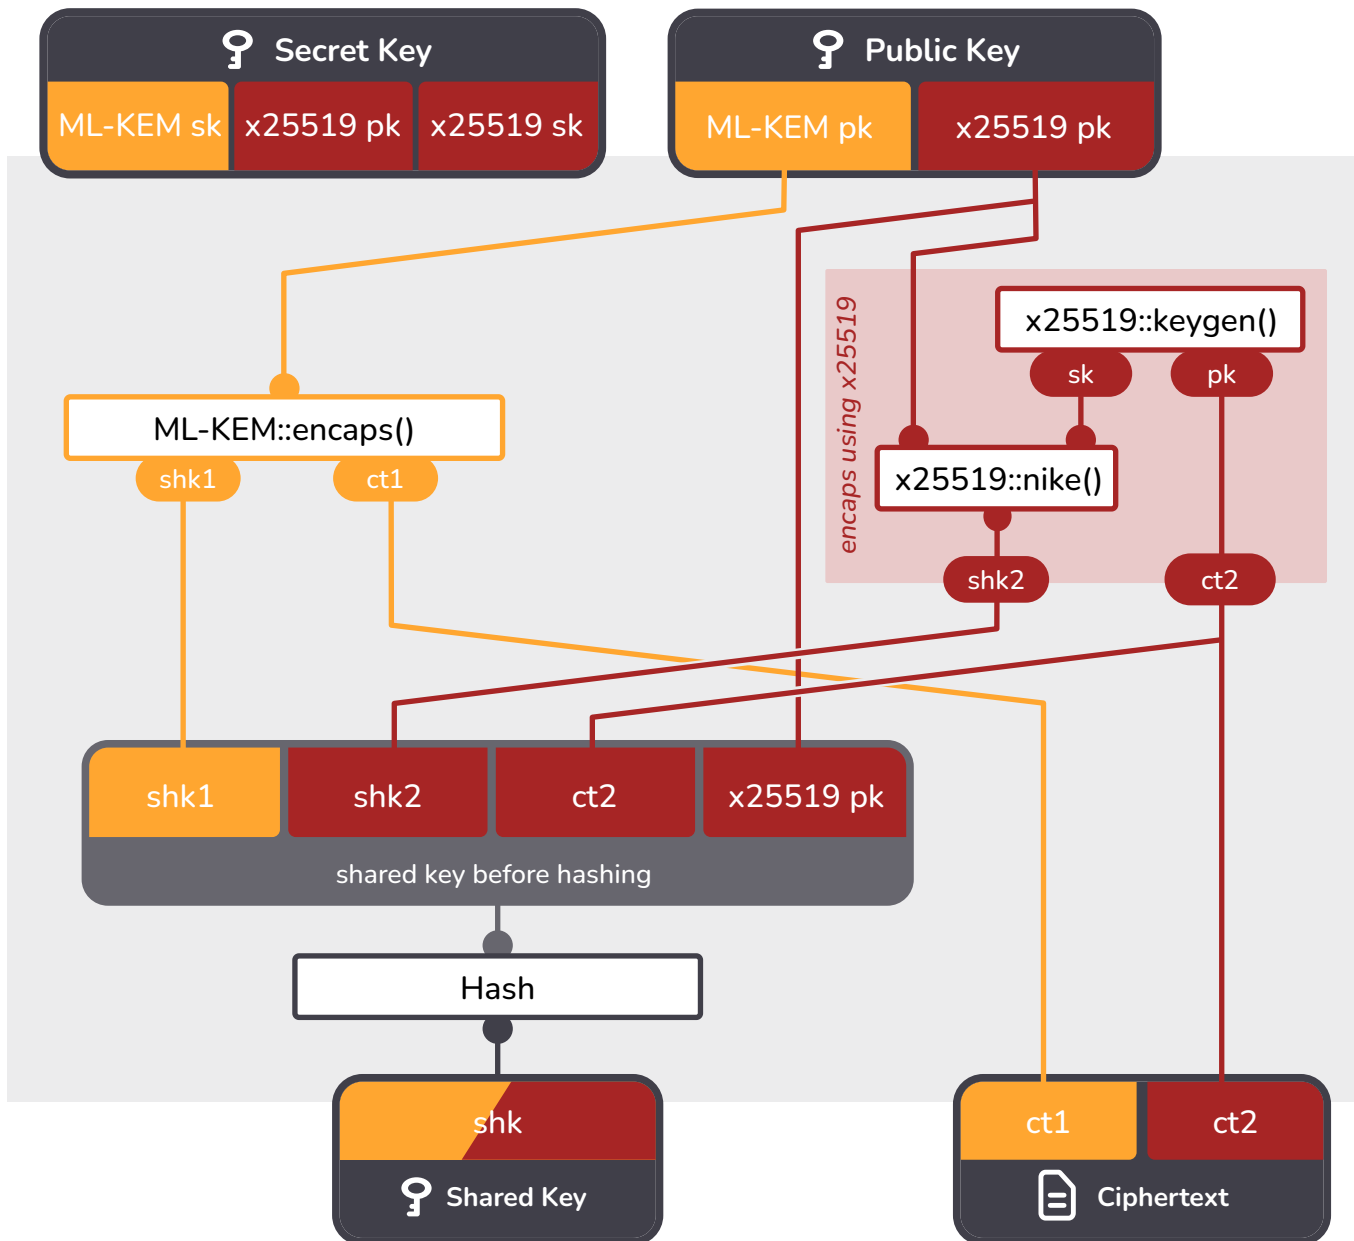 Secret Key
ML-KEM sk
x25519 pk
x25519 sk
Public Key
ML-KEM pk
x25519 pk
encaps using x25519
x25519::keygen()
sk
pk
ML-KEM::encaps()
shk1
ct1
x25519::nike()
shk2
ct2
shk1
shk2
ct2
x25519 pk
shared key before hashing
Hash
shk
Shared Key
ct1
ct2
Ciphertext